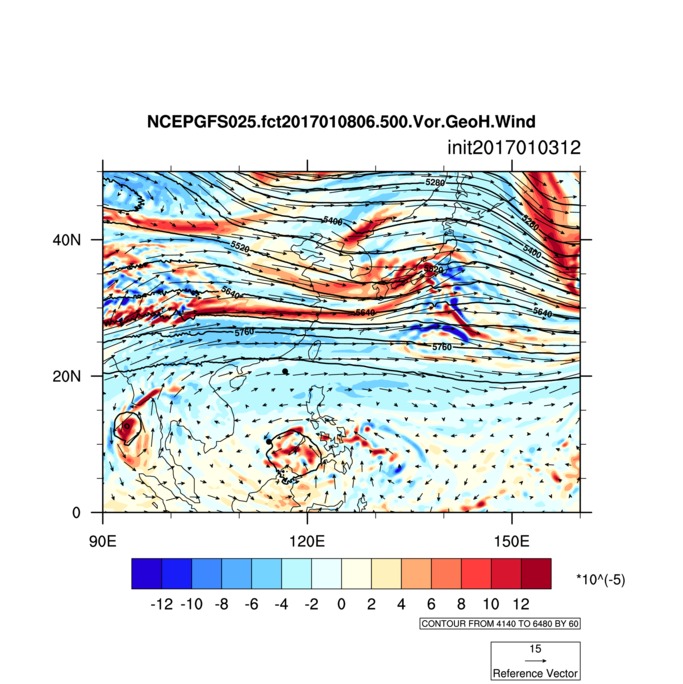 NCEPGFS025.fct2017010806.500.Vor.GeoH.Wind
init2017010312
5280
5400
5280
40N
5520
5400
5640
5640
5640
5760
5760
20N
0
90E 120E 150E
-12 -10 -8 -6 -4 -2 0 2 4 6 8 10 12
*10^(-5)
CONTOUR FROM 4140 TO 6480 BY 60
15
Reference Vector